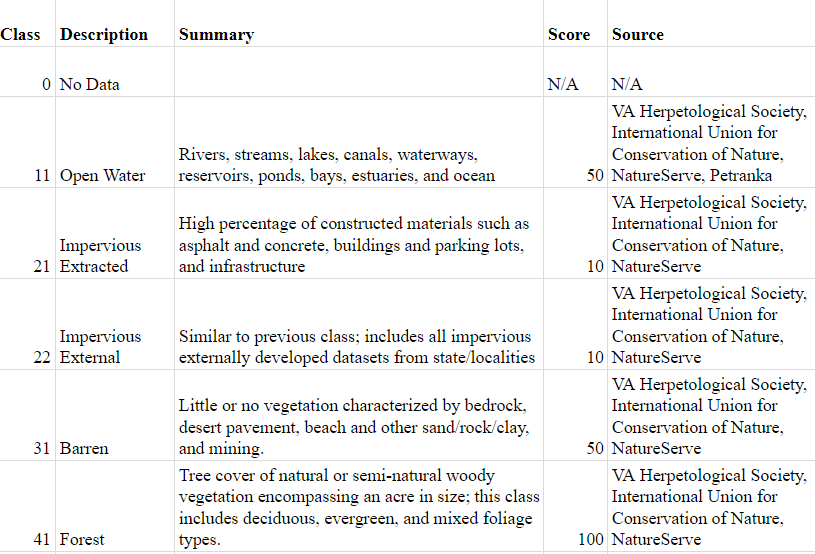 Class Description Summary Score Source
0 No Data N/A N/A
VA Herpetological Society,
International Union for
Rivers, streams, lakes, canals, waterways, Conservation of Nature,
11 Open Water reservoirs, ponds, bays, estuaries, and ocean 50 NatureServe, Petranka
VA Herpetological Society,
High percentage of constructed materials such as International Union for
Impervious asphalt and concrete, buildings and parking lots, Conservation of Nature,
21 Extracted and infrastructure 10 NatureServe
VA Herpetological Society,
International Union for
Impervious Similar to previous class; includes all impervious Conservation of Nature,
22 External externally developed datasets from state/localities 10 NatureServe
VA Herpetological Society,
Little or no vegetation characterized by bedrock, International Union for
desert pavement, beach and other sand/rock/clay, Conservation of Nature,
31 Barren and mining. 50 NatureServe
Tree cover of natural or semi-natural woody VA Herpetological Society,
vegetation encompassing an acre in size; this class International Union for
includes deciduous, evergreen, and mixed foliage Conservation of Nature,
41 Forest types. 100 NatureServe